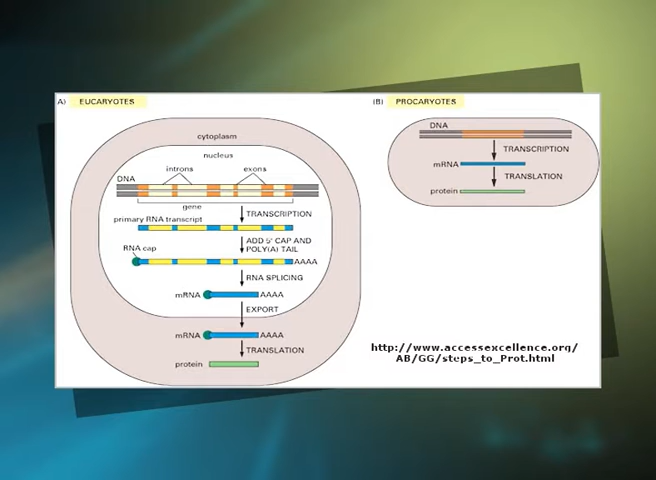 A) EUCARYOTES
cytoplasm
nucleus
introns exons
DNA
gene
primary RNA transcript
TRANSCRIPTION
ADD 5' CAP AND
POLY(A) TAIL
RNA cap
AAAA
RNA SPLICING
mRNA AAAA
EXPORT
mRNA AAAA
TRANSLATION
protein
(B) PROCARYOTES
DNA
TRANSCRIPTION
mRNA
TRANSLATION
protein
http://www.accessexcellence.org/
AB/GG/steps_to_Prot.html